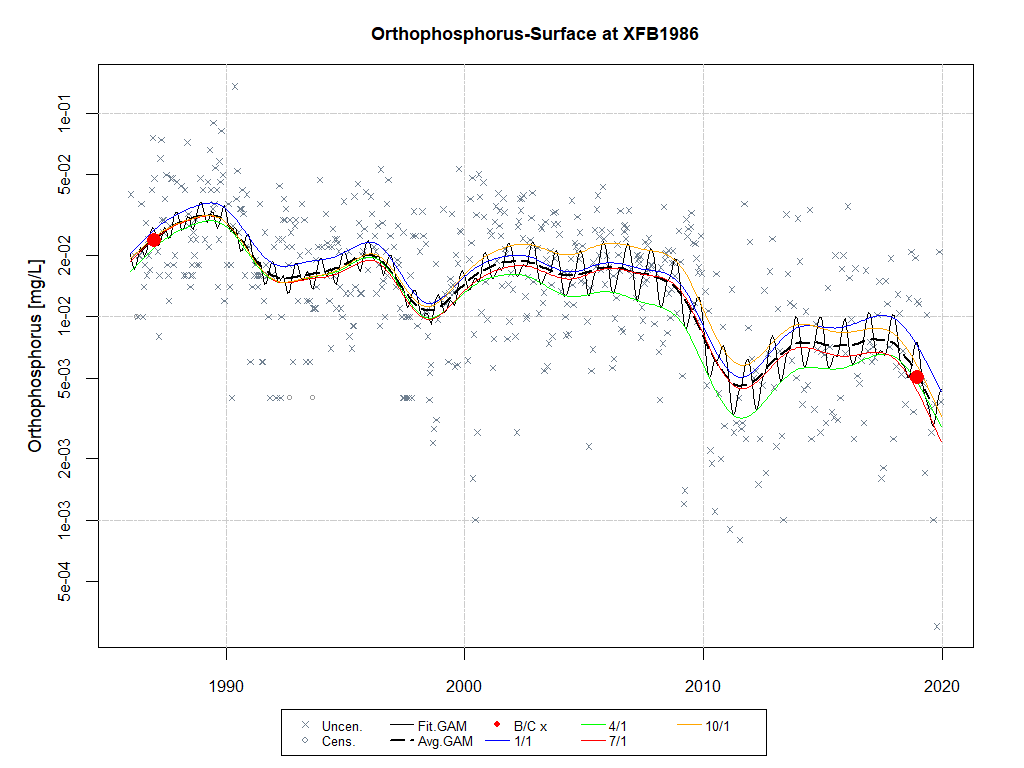 Orthophosphorus-Surface at XFB1986
Orthophosphorus [mg/L]
1e-01
5e-02
2e-02
1e-02
5e-03
2e-03
1e-03
5e-04
1990 2000 2010 2020
Uncen. Fit.GAM B/C x 4/1 10/1
Cens. Avg.GAM 1/1 7/1